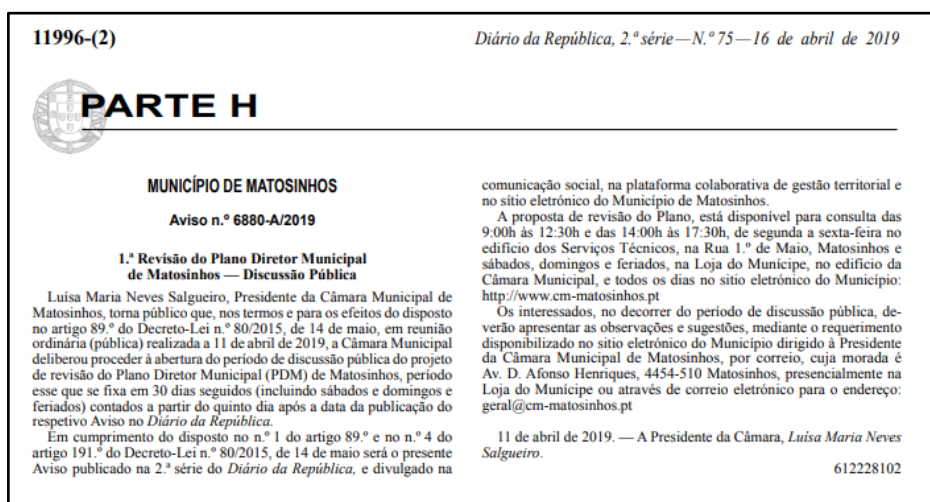 11996-(2)
Diário da República, 2.ª série — N.º 75 — 16 de abril de 2019
PARTE H
MUNICÍPIO DE MATOSINHOS
Aviso n.º 6880-A/2019
1.ª Revisão do Plano Diretor Municipal
de Matosinhos — Discussão Pública
Luísa Maria Neves Salgueiro, Presidente da Câmara Municipal de
Matosinhos, torna público que, nos termos e para os efeitos do disposto
no artigo 89.º do Decreto-Lei n.º 80/2015, de 14 de maio, em reunião
ordinária (pública) realizada a 11 de abril de 2019, a Câmara Municipal
deliberou proceder à abertura do período de discussão pública do projeto
de revisão do Plano Diretor Municipal (PDM) de Matosinhos, período
esse que se fixa em 30 dias seguidos (incluindo sábados e domingos e
feriados) contados a partir do quinto dia após a data da publicação do
respetivo Aviso no Diário da República.
Em cumprimento do disposto no n.º 1 do artigo 89.º e no n.º 4 do
artigo 191.º do Decreto-Lei n.º 80/2015, de 14 de maio será o presente
Aviso publicado na 2.ª série do Diário da República, e divulgado na
comunicação social, na plataforma colaborativa de gestão territorial e
no sítio eletrónico do Município de Matosinhos.
A proposta de revisão do Plano, está disponível para consulta das
9:00h às 12:30h e das 14:00h às 17:30h, de segunda a sexta-feira no
edifício dos Serviços Técnicos, na Rua 1.º de Maio, Matosinhos e
sábados, domingos e feriados, na Loja do Munícipe, no edifício da
Câmara Municipal, e todos os dias no sítio eletrónico do Município:
http://www.cm-matosinhos.pt
Os interessados, no decorrer do período de discussão pública, de-
verão apresentar as observações e sugestões, mediante o requerimento
disponibilizado no sítio eletrónico do Município dirigido à Presidente
da Câmara Municipal de Matosinhos, por correio, cuja morada é
Av. D. Afonso Henriques, 4454-510 Matosinhos, presencialmente na
Loja do Munícipe ou através de correio eletrónico para o endereço:
geral@cm-matosinhos.pt
11 de abril de 2019. — A Presidente da Câmara, Luísa Maria Neves
Salgueiro.
612228102